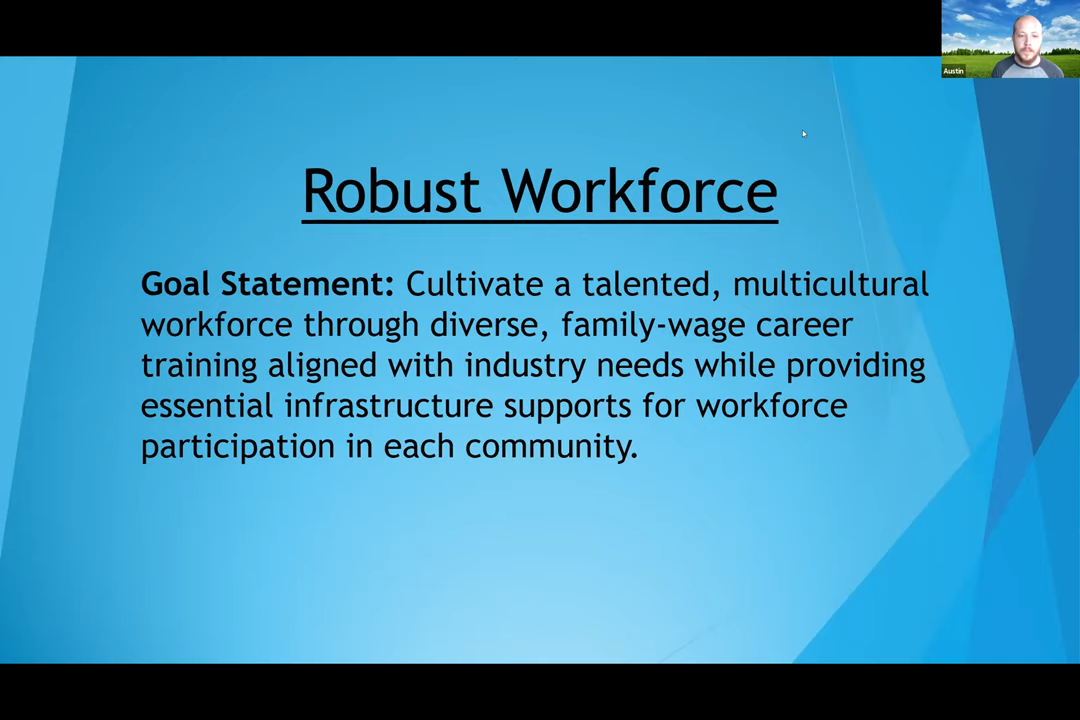 Austin
Robust Workforce
Goal Statement: Cultivate a talented, multicultural
workforce through diverse, family-wage career
training aligned with industry needs while providing
essential infrastructure supports for workforce
participation in each community.